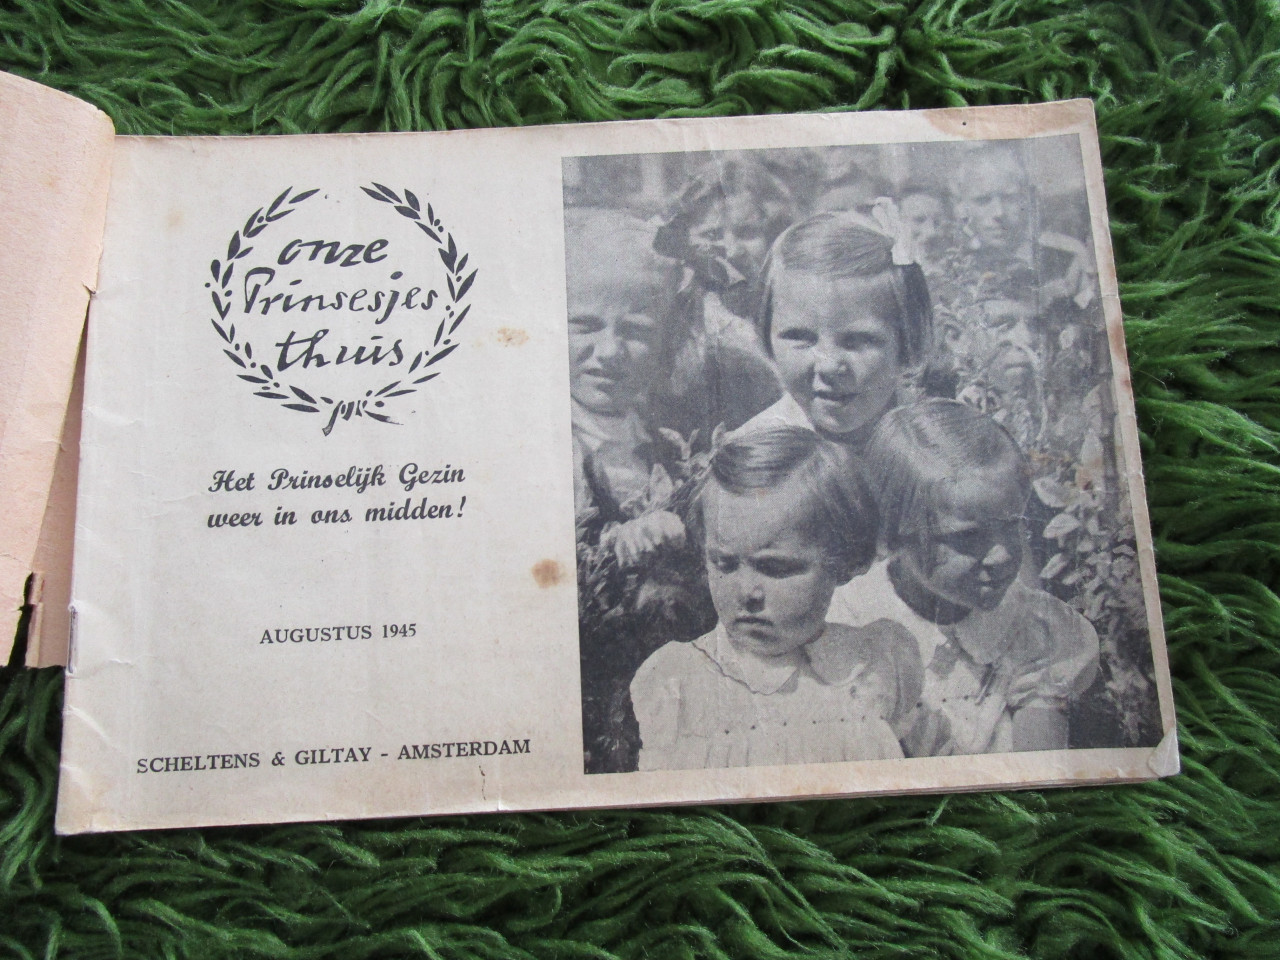 onze
Prinsesjes
thuis
Het Prinselijk Gezin
weer in ons midden!
AUGUSTUS 1945
SCHELTENS & GILTAY - AMSTERDAM